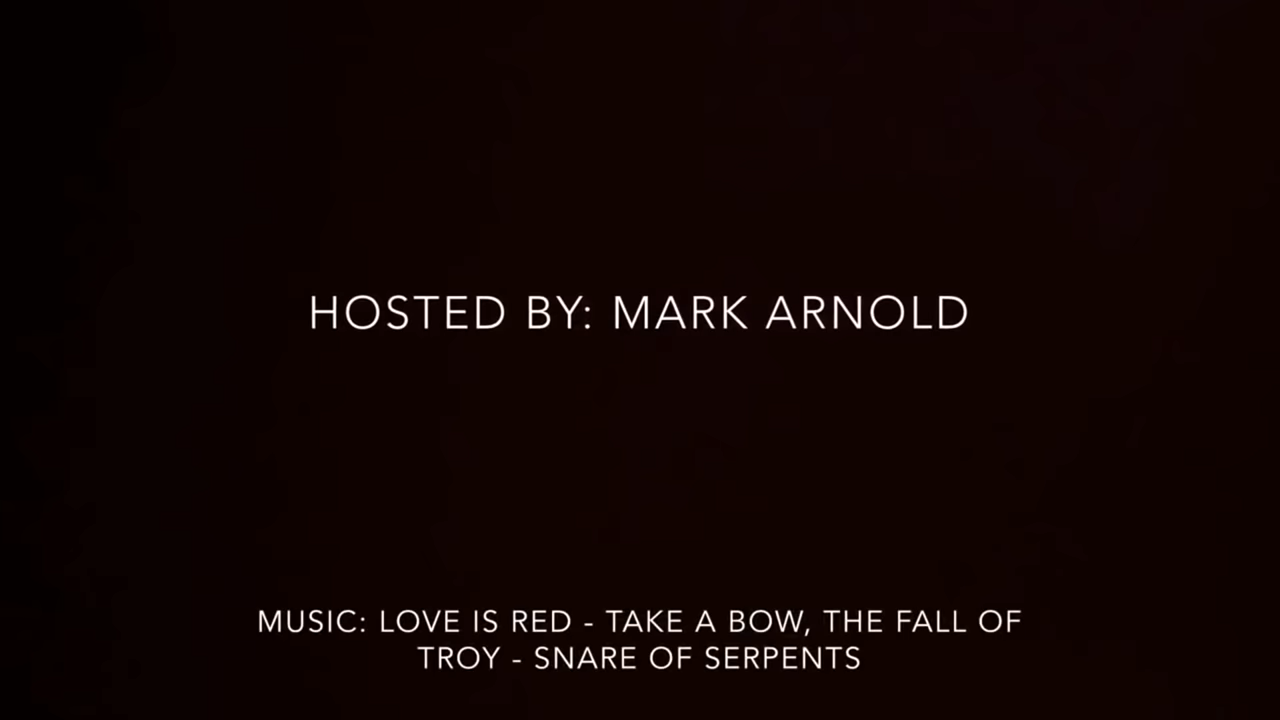 HOSTED BY: MARK ARNOLD
MUSIC: LOVE IS RED - TAKE A BOW, THE FALL OF
TROY - SNARE OF SERPENTS